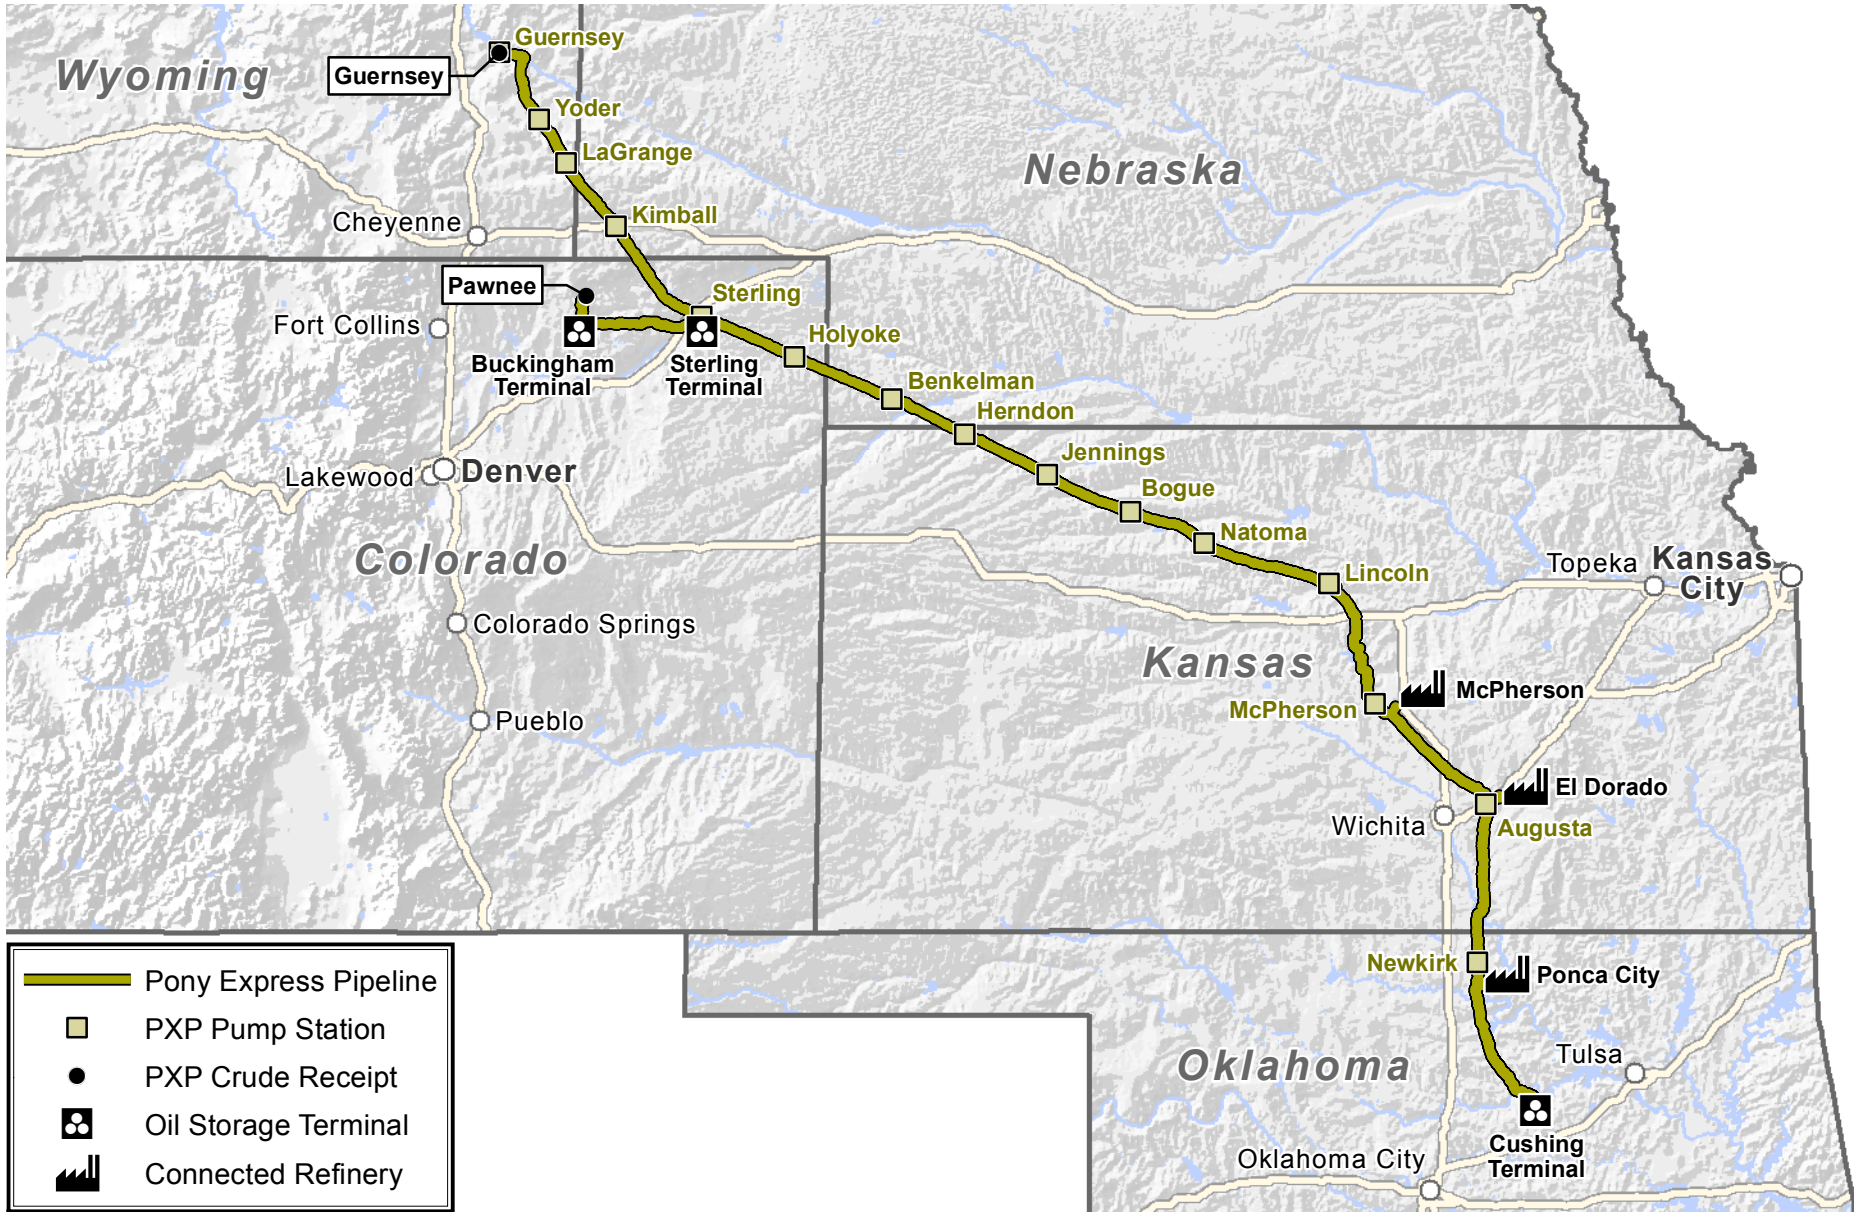 Guernsey
Wyoming
Guernsey
Yoder
LaGrange
Nebraska
Kimball
Cheyenne
Pawnee
Sterling
Fort Collins
Holyoke
Buckingham
Terminal
Sterling
Terminal
Benkelman
Herndon
Jennings
Lakewood
Denver
Bogue
Natoma
Colorado
Lincoln
Topeka
Kansas
City
Colorado Springs
Kansas
McPherson
McPherson
Pueblo
El Dorado
Wichita
Augusta
Newkirk
Ponca City
Oklahoma
Tulsa
Cushing
Terminal
Oklahoma City
Pony Express Pipeline
PXP Pump Station
PXP Crude Receipt
Oil Storage Terminal
Connected Refinery